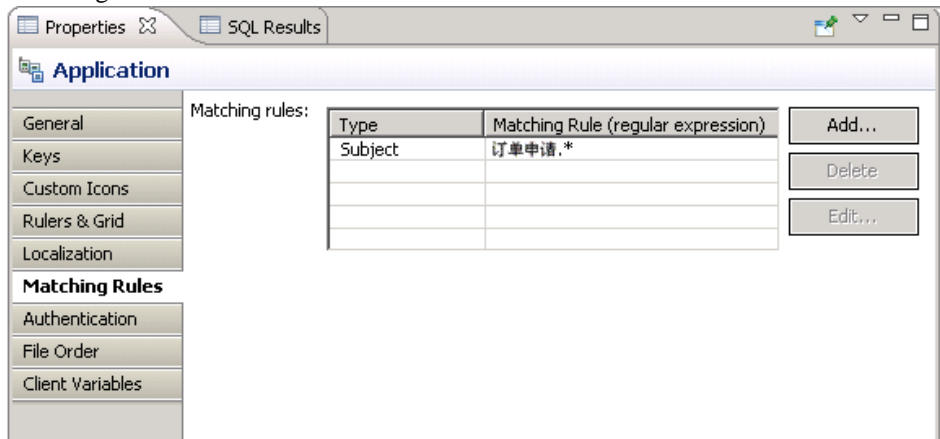 Properties SQL Results
Application
General
Keys
Custom Icons
Rulers & Grid
Localization
Matching Rules
Authentication
File Order
Client Variables
Matching rules:
Type Matching Rule (regular expression)
Subject 订单申请.*
Add...
Delete
Edit...